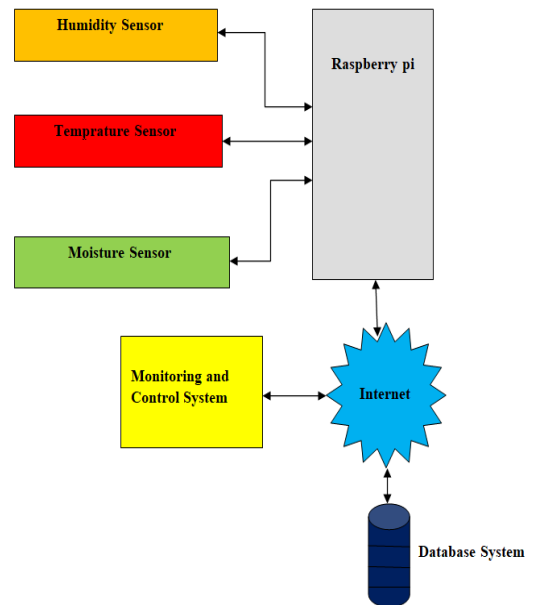 Humidity Sensor
Raspberry pi
Temprature Sensor
Moisture Sensor
Monitoring and
Control System
Internet
Database System